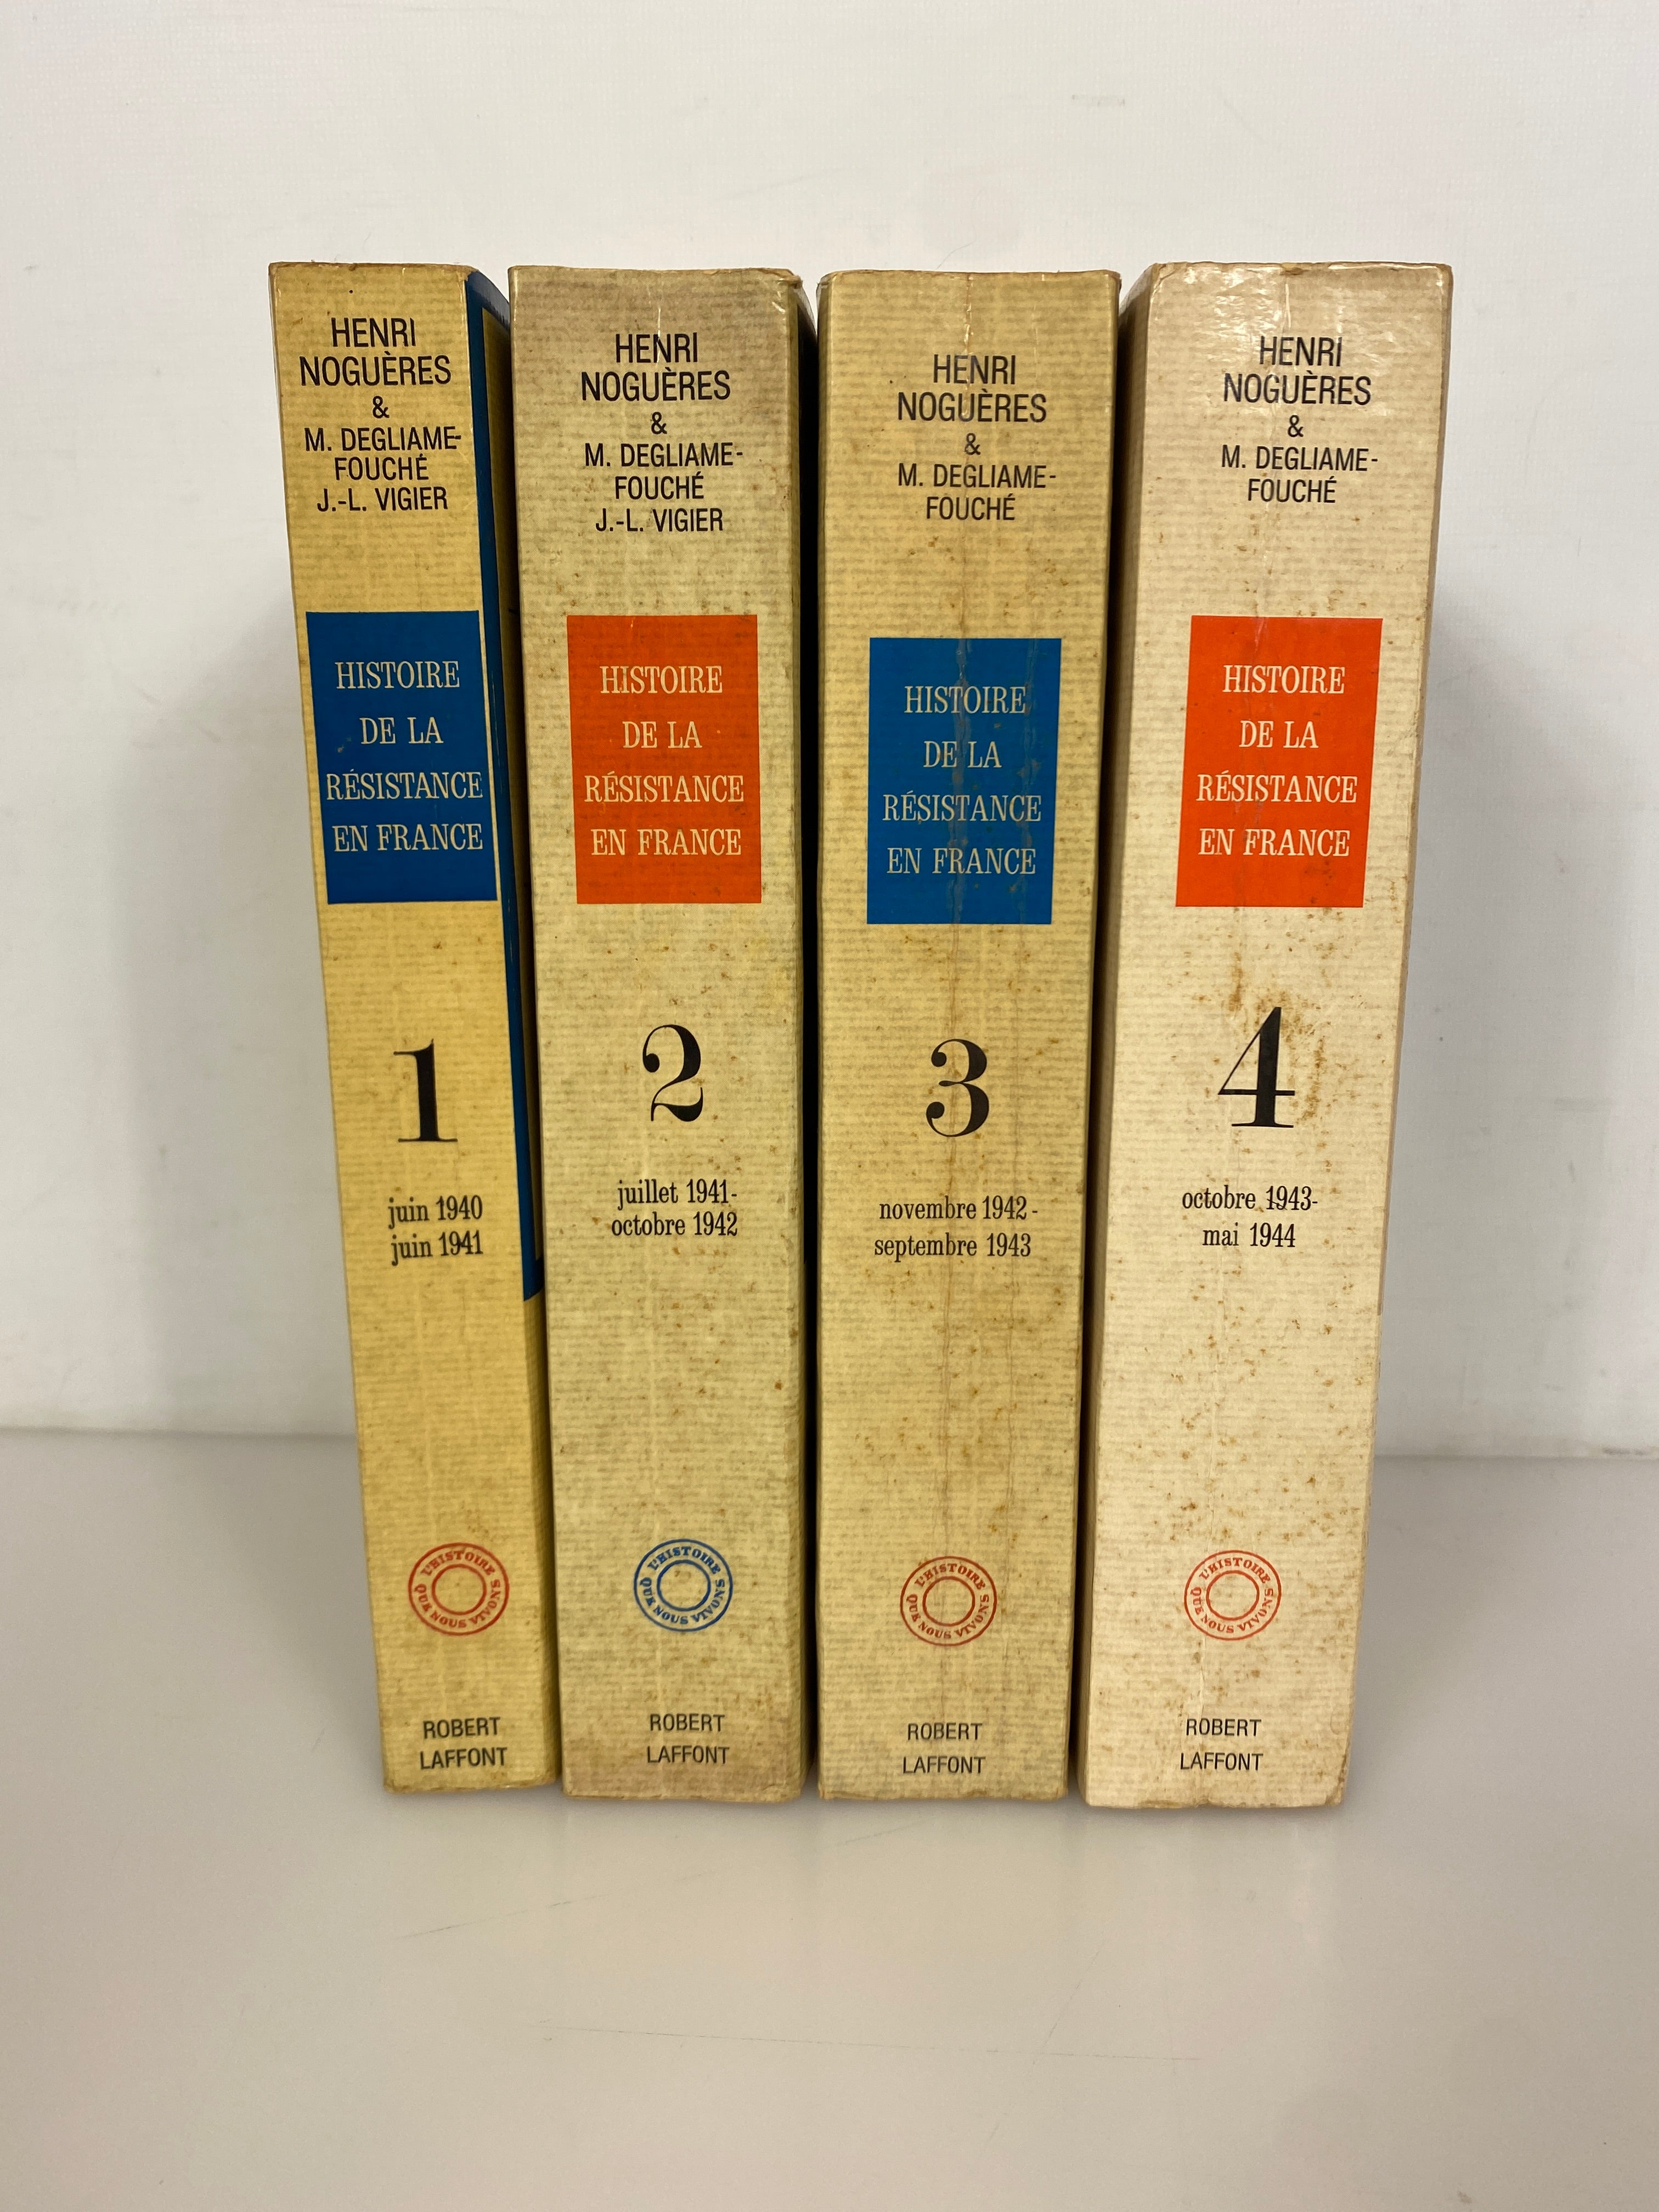 HENRI
NOGUÈRES
&
M. DEGLIAME-
FOUCHÉ
J.-L. VIGIER
HISTOIRE
DE LA
RÉSISTANCE
EN FRANCE
1
juin 1940
juin 1941
L'HISTOIRE
QUE NOUS VIVONS
ROBERT
LAFFONT
HENRI
NOGUÈRES
&
M. DEGLIAME-
FOUCHÉ
J.-L. VIGIER
HISTOIRE
DE LA
RÉSISTANCE
EN FRANCE
2
juillet 1941-
octobre 1942
L'HISTOIRE
QUE NOUS VIVONS
ROBERT
LAFFONT
HENRI
NOGUÈRES
&
M. DEGLIAME-
FOUCHÉ
HISTOIRE
DE LA
RÉSISTANCE
EN FRANCE
3
novembre 1942-
septembre 1943
L'HISTOIRE
QUE NOUS VIVONS
ROBERT
LAFFONT
HENRI
NOGUÈRES
&
M. DEGLIAME-
FOUCHÉ
HISTOIRE
DE LA
RÉSISTANCE
EN FRANCE
4
octobre 1943-
mai 1944
L'HISTOIRE
QUE NOUS VIVONS
ROBERT
LAFFONT